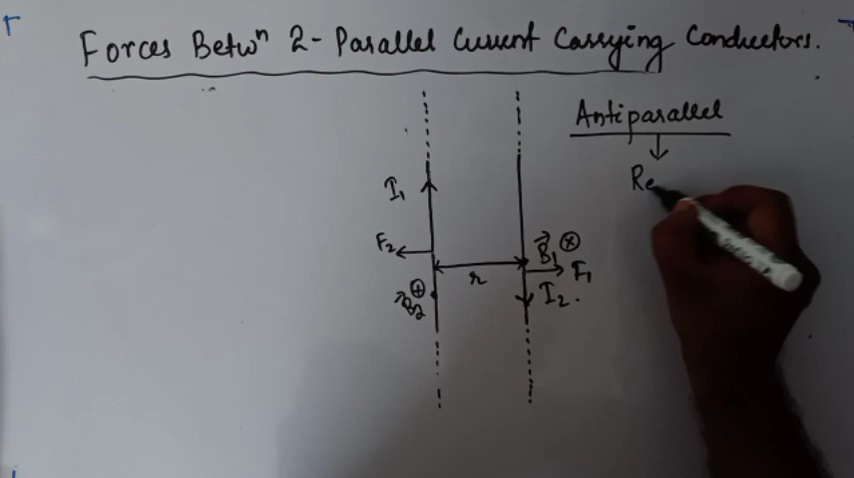 Forces Betwⁿ 2-Parallel Current Carrying Conductors.
Antiparallel
Re
I₁
F₂
B₁
F₁
r
I₂.
B₂